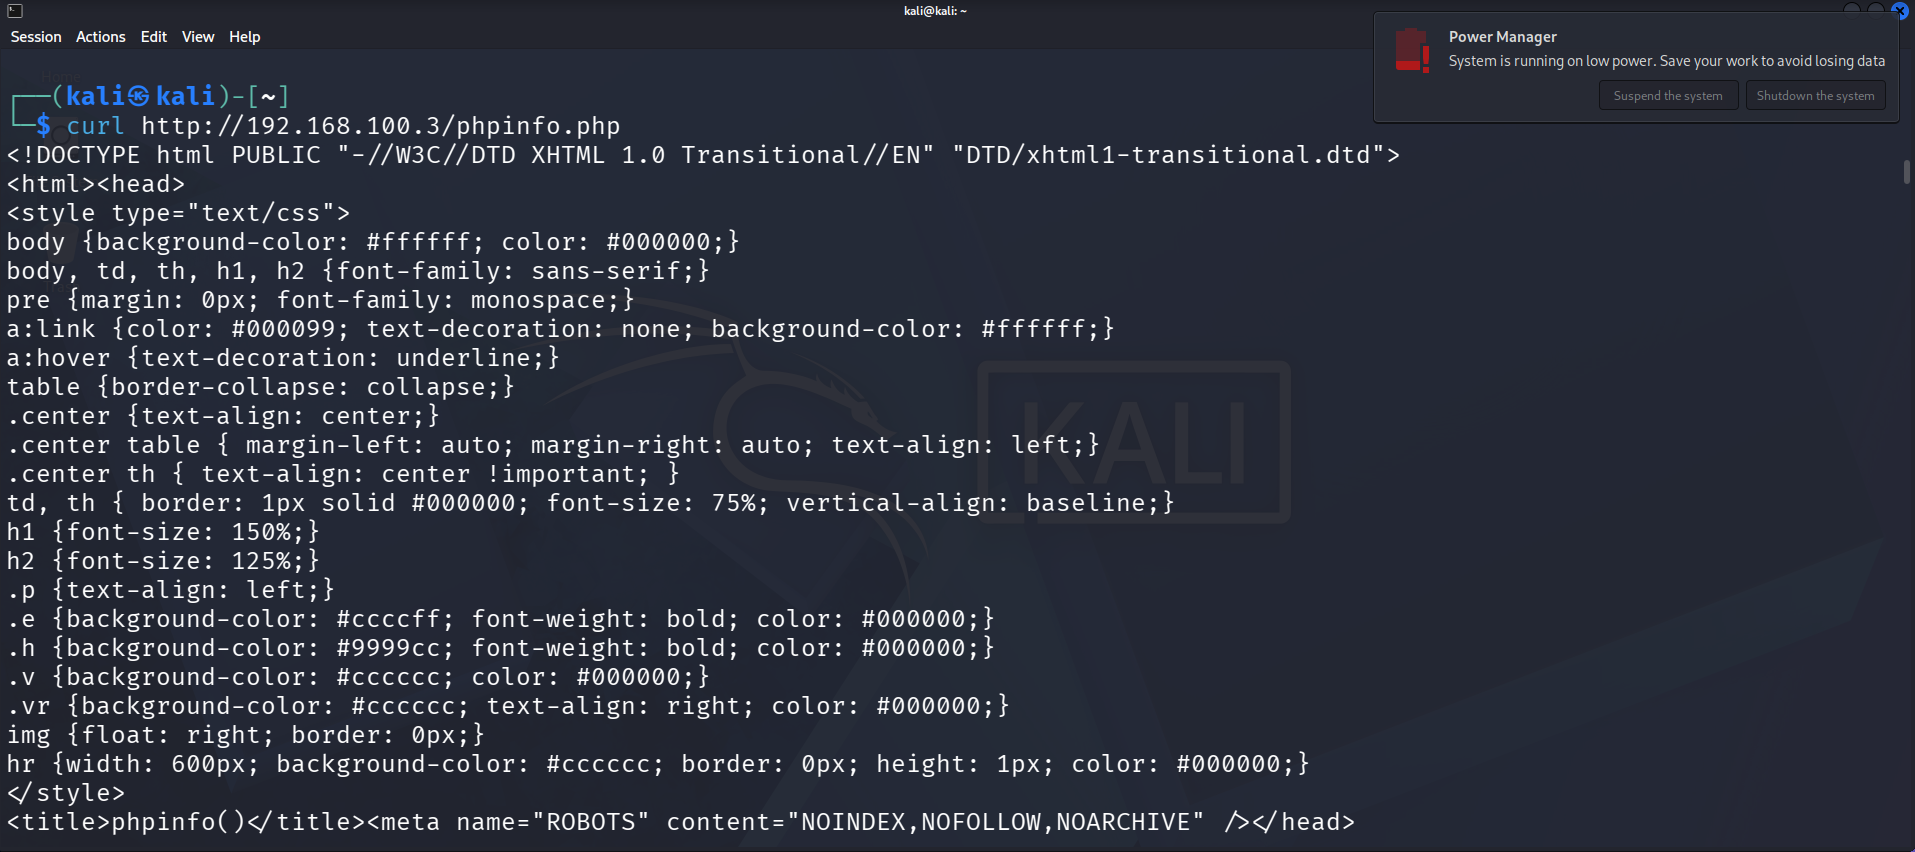 kali@kali: ~
Session Actions Edit View Help
Power Manager
System is running on low power. Save your work to avoid losing data
Suspend the system Shutdown the system
Home
┌──(kali㉿kali)-[~]
└─$ curl http://192.168.100.3/phpinfo.php
<!DOCTYPE html PUBLIC "-//W3C//DTD XHTML 1.0 Transitional//EN" "DTD/xhtml1-transitional.dtd">
<html><head>
<style type="text/css">
body {background-color: #ffffff; color: #000000;}
body, td, th, h1, h2 {font-family: sans-serif;}
pre {margin: 0px; font-family: monospace;}
a:link {color: #000099; text-decoration: none; background-color: #ffffff;}
a:hover {text-decoration: underline;}
table {border-collapse: collapse;}
.center {text-align: center;}
.center table { margin-left: auto; margin-right: auto; text-align: left;}
.center th { text-align: center !important; }
td, th { border: 1px solid #000000; font-size: 75%; vertical-align: baseline;}
h1 {font-size: 150%;}
h2 {font-size: 125%;}
.p {text-align: left;}
.e {background-color: #ccccff; font-weight: bold; color: #000000;}
.h {background-color: #9999cc; font-weight: bold; color: #000000;}
.v {background-color: #cccccc; color: #000000;}
.vr {background-color: #cccccc; text-align: right; color: #000000;}
img {float: right; border: 0px;}
hr {width: 600px; background-color: #cccccc; border: 0px; height: 1px; color: #000000;}
</style>
<title>phpinfo()</title><meta name="ROBOTS" content="NOINDEX,NOFOLLOW,NOARCHIVE" /></head>
KALI